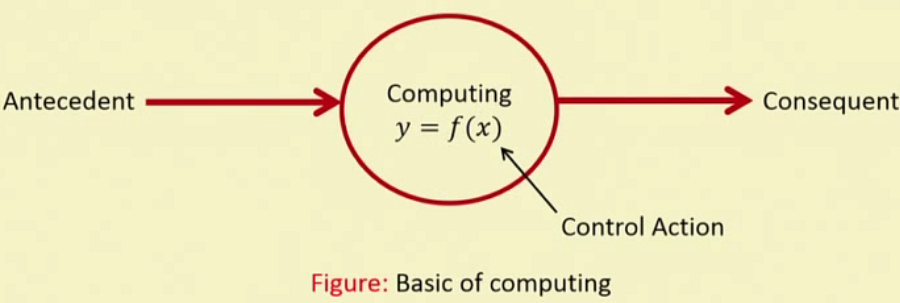 Antecedent
Computing
y = f(x)
Consequent
Control Action
Figure: Basic of computing